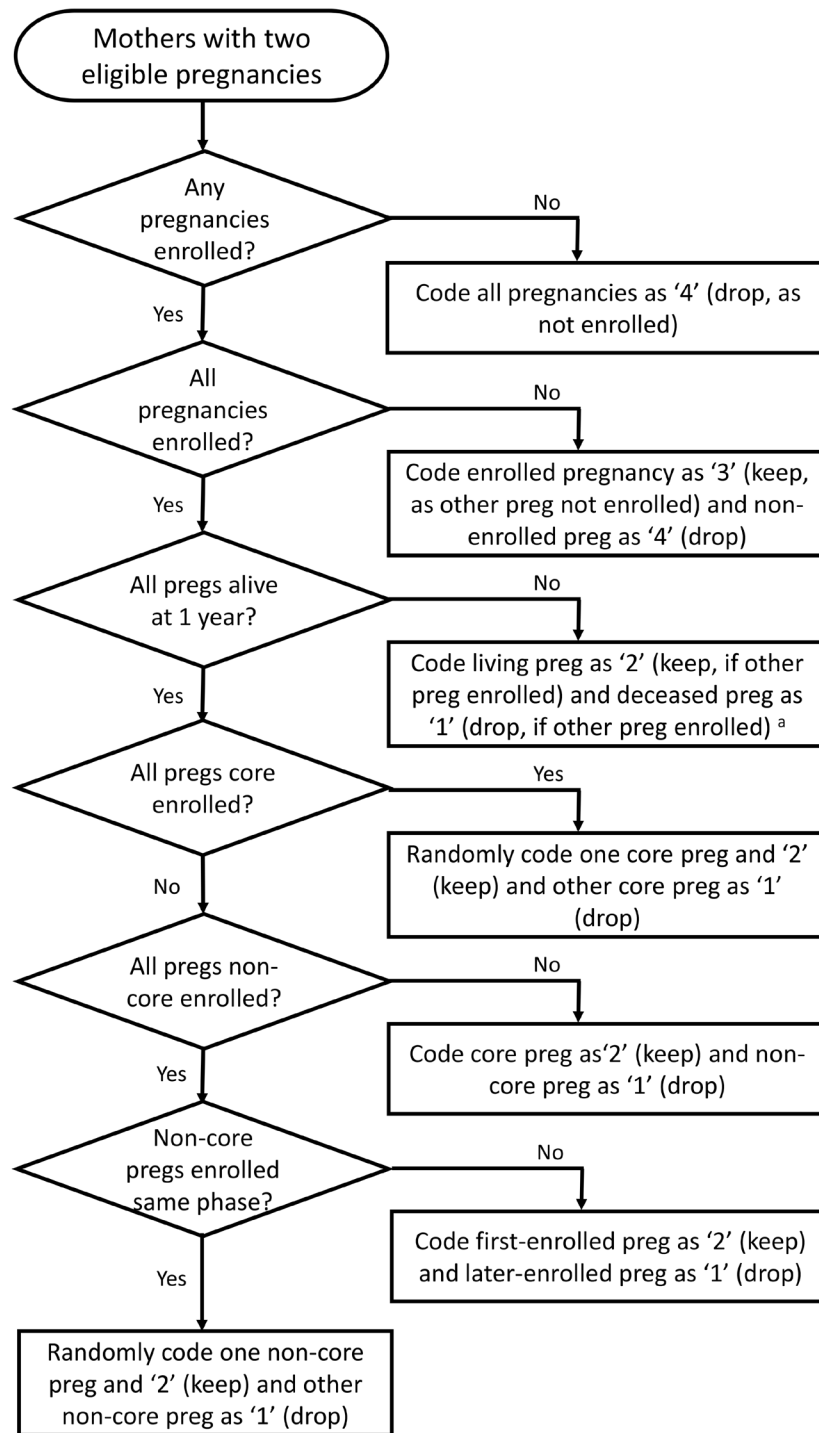 Mothers with two
eligible pregnancies
Any
pregnancies
enrolled?
No
Code all pregnancies as ‘4’ (drop, as
not enrolled)
Yes
All
pregnancies
enrolled?
No
Code enrolled pregnancy as ‘3’ (keep,
as other preg not enrolled) and non-
enrolled preg as ‘4’ (drop)
Yes
All pregs alive
at 1 year?
No
Code living preg as ‘2’ (keep, if other
preg enrolled) and deceased preg as
‘1’ (drop, if other preg enrolled) a
Yes
All pregs core
enrolled?
Yes
Randomly code one core preg and ‘2’
(keep) and other core preg as ‘1’
(drop)
No
All pregs non-
core enrolled?
No
Code core preg as‘2’ (keep) and non-
core preg as ‘1’ (drop)
Yes
Non-core
pregs enrolled
same phase?
No
Code first-enrolled preg as ‘2’ (keep)
and later-enrolled preg as ‘1’ (drop)
Yes
Randomly code one non-core
preg and ‘2’ (keep) and other
non-core preg as ‘1’ (drop)